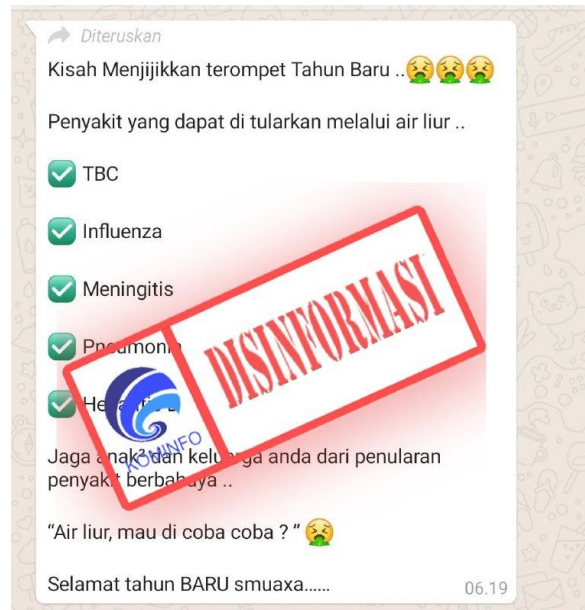 Diteruskan
Kisah Menjijikkan terompet Tahun Baru ..🤮🤮🤮
Penyakit yang dapat di tularkan melalui air liur ..
✅ TBC
✅ Influenza
✅ Meningitis
✅ Pneumonia
DISINFORMASI
KOMINFO
Jaga anak² dan keluarga anda dari penularan
penyakit berbahaya ..
“Air liur, mau di coba coba ? ” 🤮
Selamat tahun BARU smuaxa......
06.19